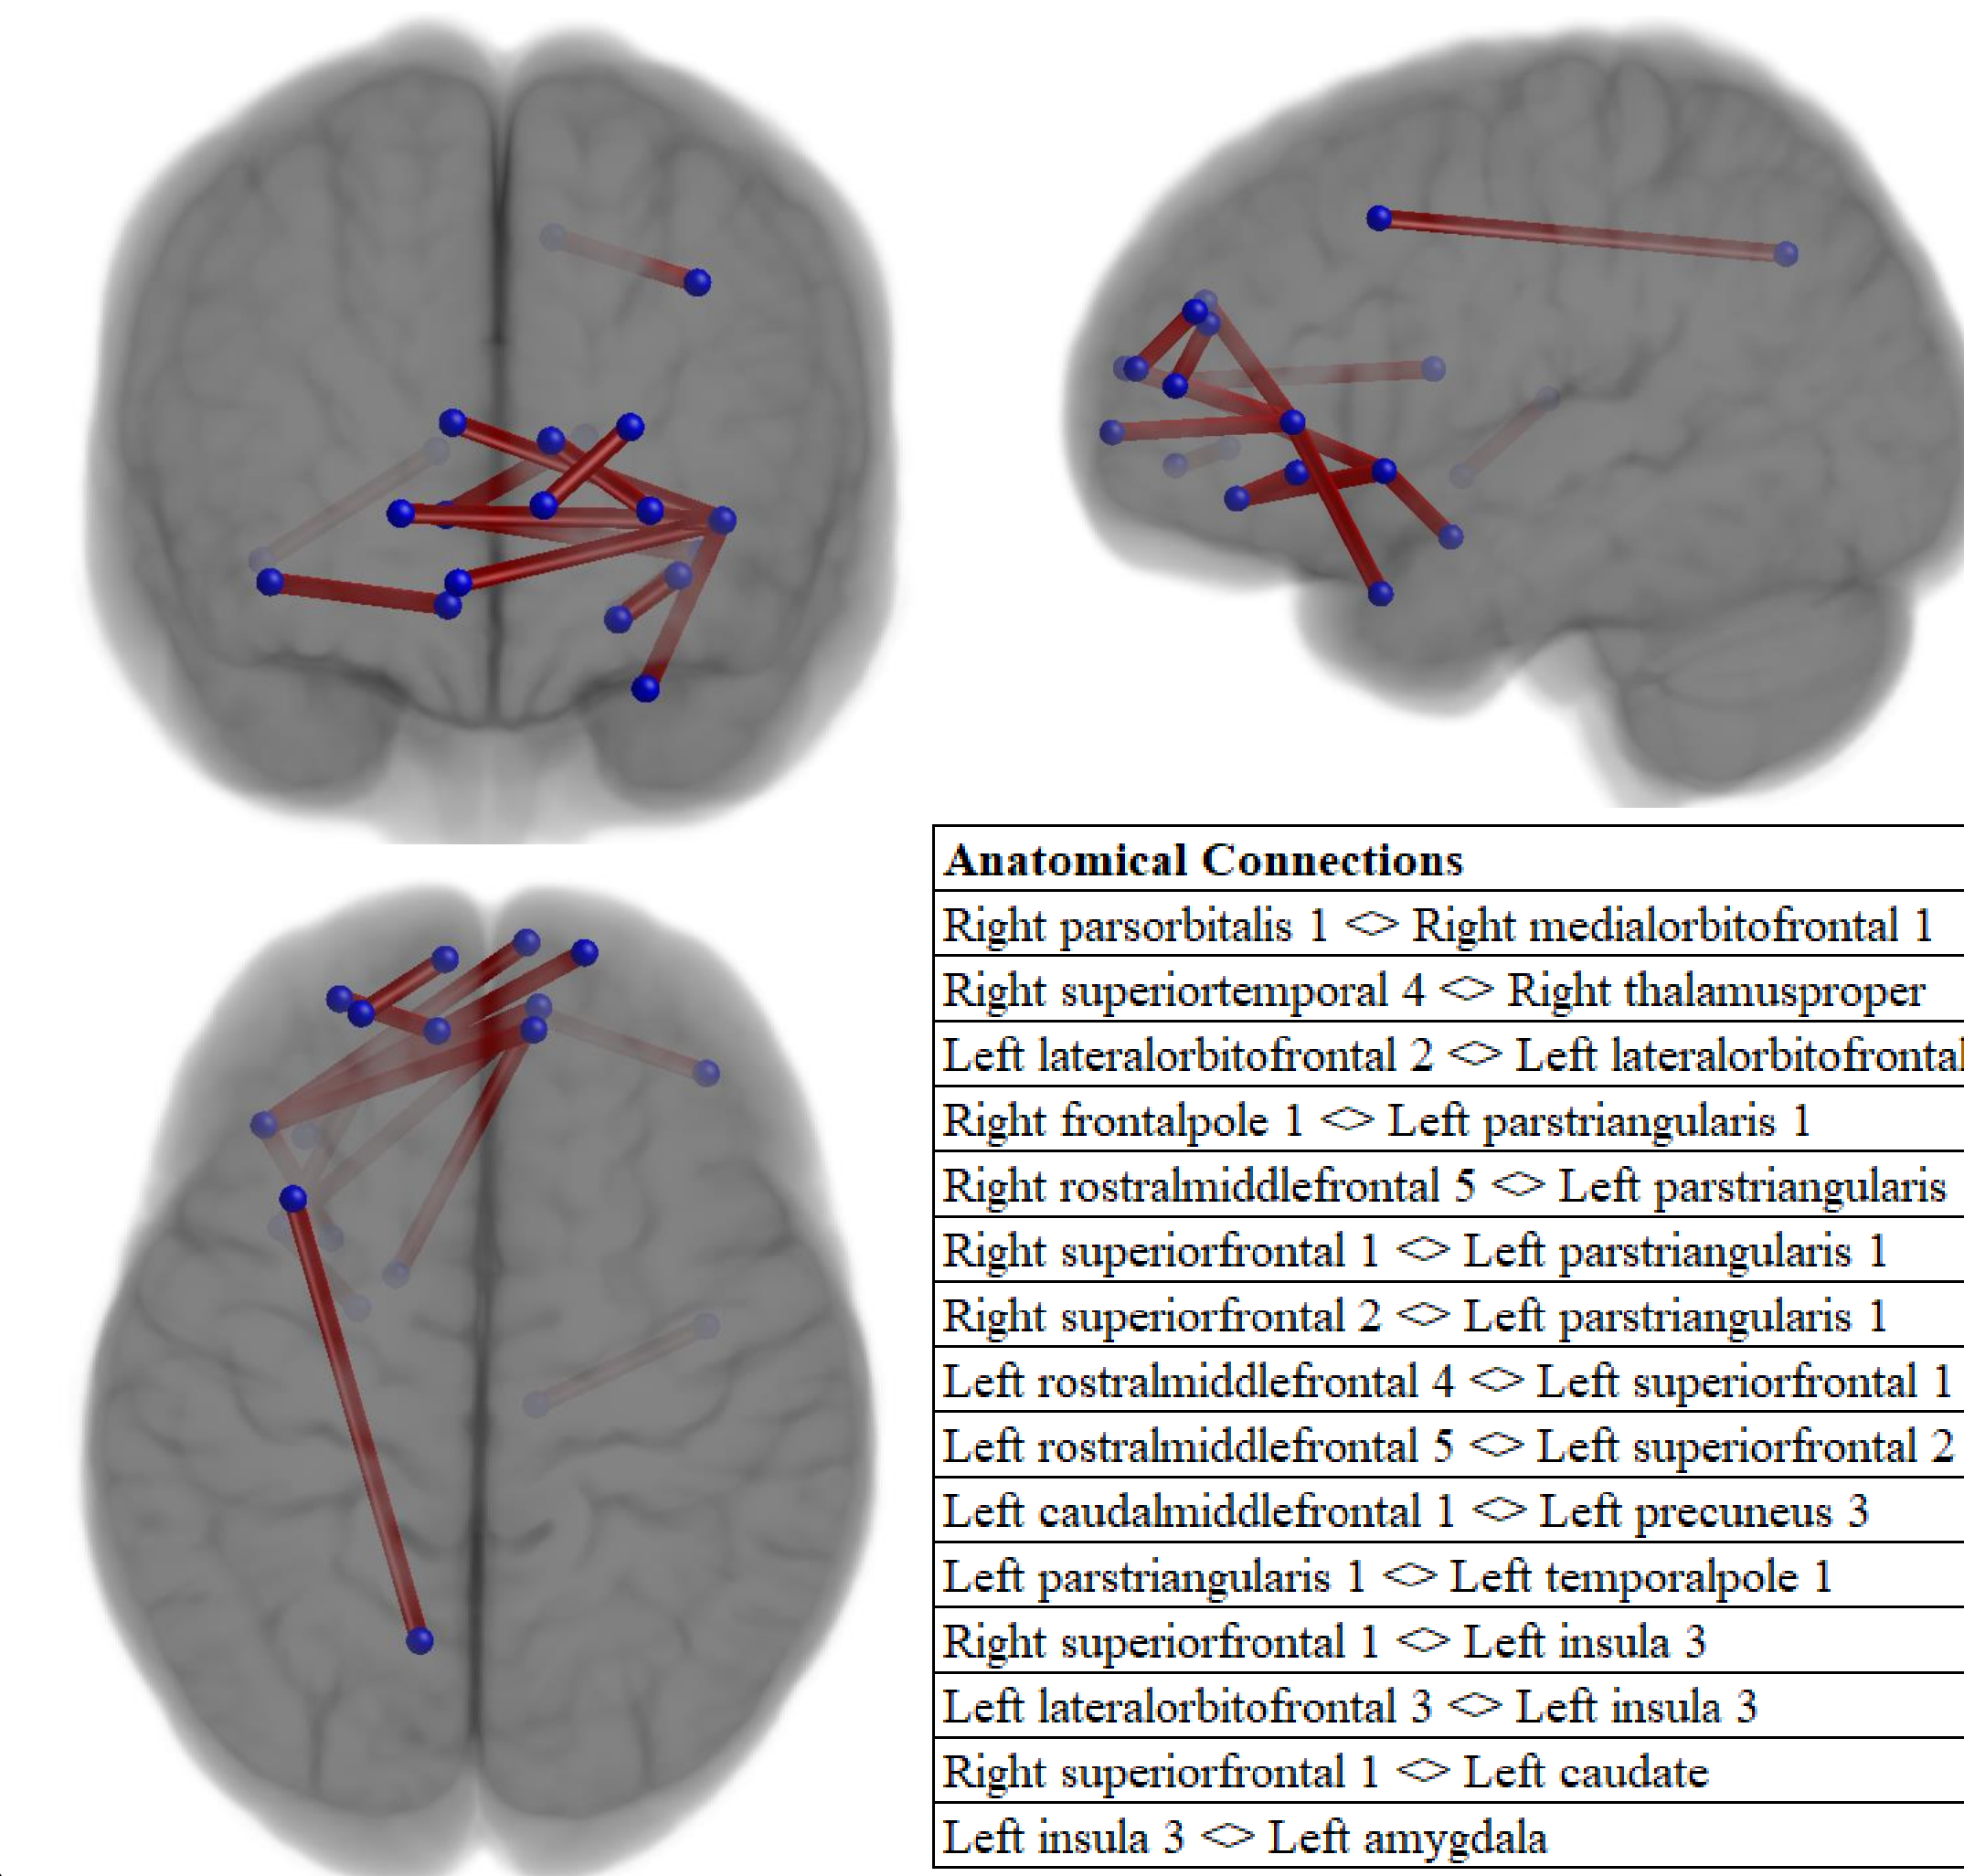 Anatomical Connections
Right parsorbitalis 1 <> Right medialorbitofrontal 1
Right superiortemporal 4 <> Right thalamusproper
Left lateralorbitofrontal 2 <> Left lateralorbitofrontal
Right frontalpole 1 <> Left parstriangularis 1
Right rostralmiddlefrontal 5 <> Left parstriangularis
Right superiorfrontal 1 <> Left parstriangularis 1
Right superiorfrontal 2 <> Left parstriangularis 1
Left rostralmiddlefrontal 4 <> Left superiorfrontal 1
Left rostralmiddlefrontal 5 <> Left superiorfrontal 2
Left caudalmiddlefrontal 1 <> Left precuneus 3
Left parstriangularis 1 <> Left temporalpole 1
Right superiorfrontal 1 <> Left insula 3
Left lateralorbitofrontal 3 <> Left insula 3
Right superiorfrontal 1 <> Left caudate
Left insula 3 <> Left amygdala